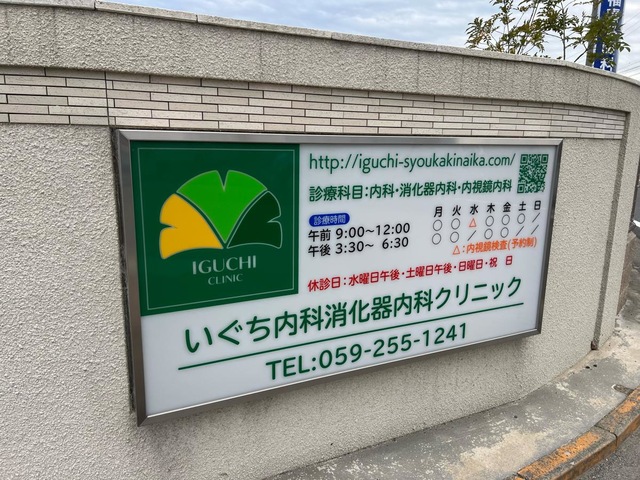 http://iguchi-syoukakinaika.com/
診療科目:内科・消化器内科・内視鏡内科
診療時間 月 火 水 木 金 土 日
午前 9:00〜12:00 ○ ○ △ ○ ○ ○ ／
午後 3:30〜 6:30 ○ ○ ／ ○ ○ ／ ／
△:内視鏡検査(予約制)
休診日:水曜日午後・土曜日午後・日曜日・祝 日
IGUCHI
CLINIC
いぐち内科消化器内科クリニック
TEL:059-255-1241